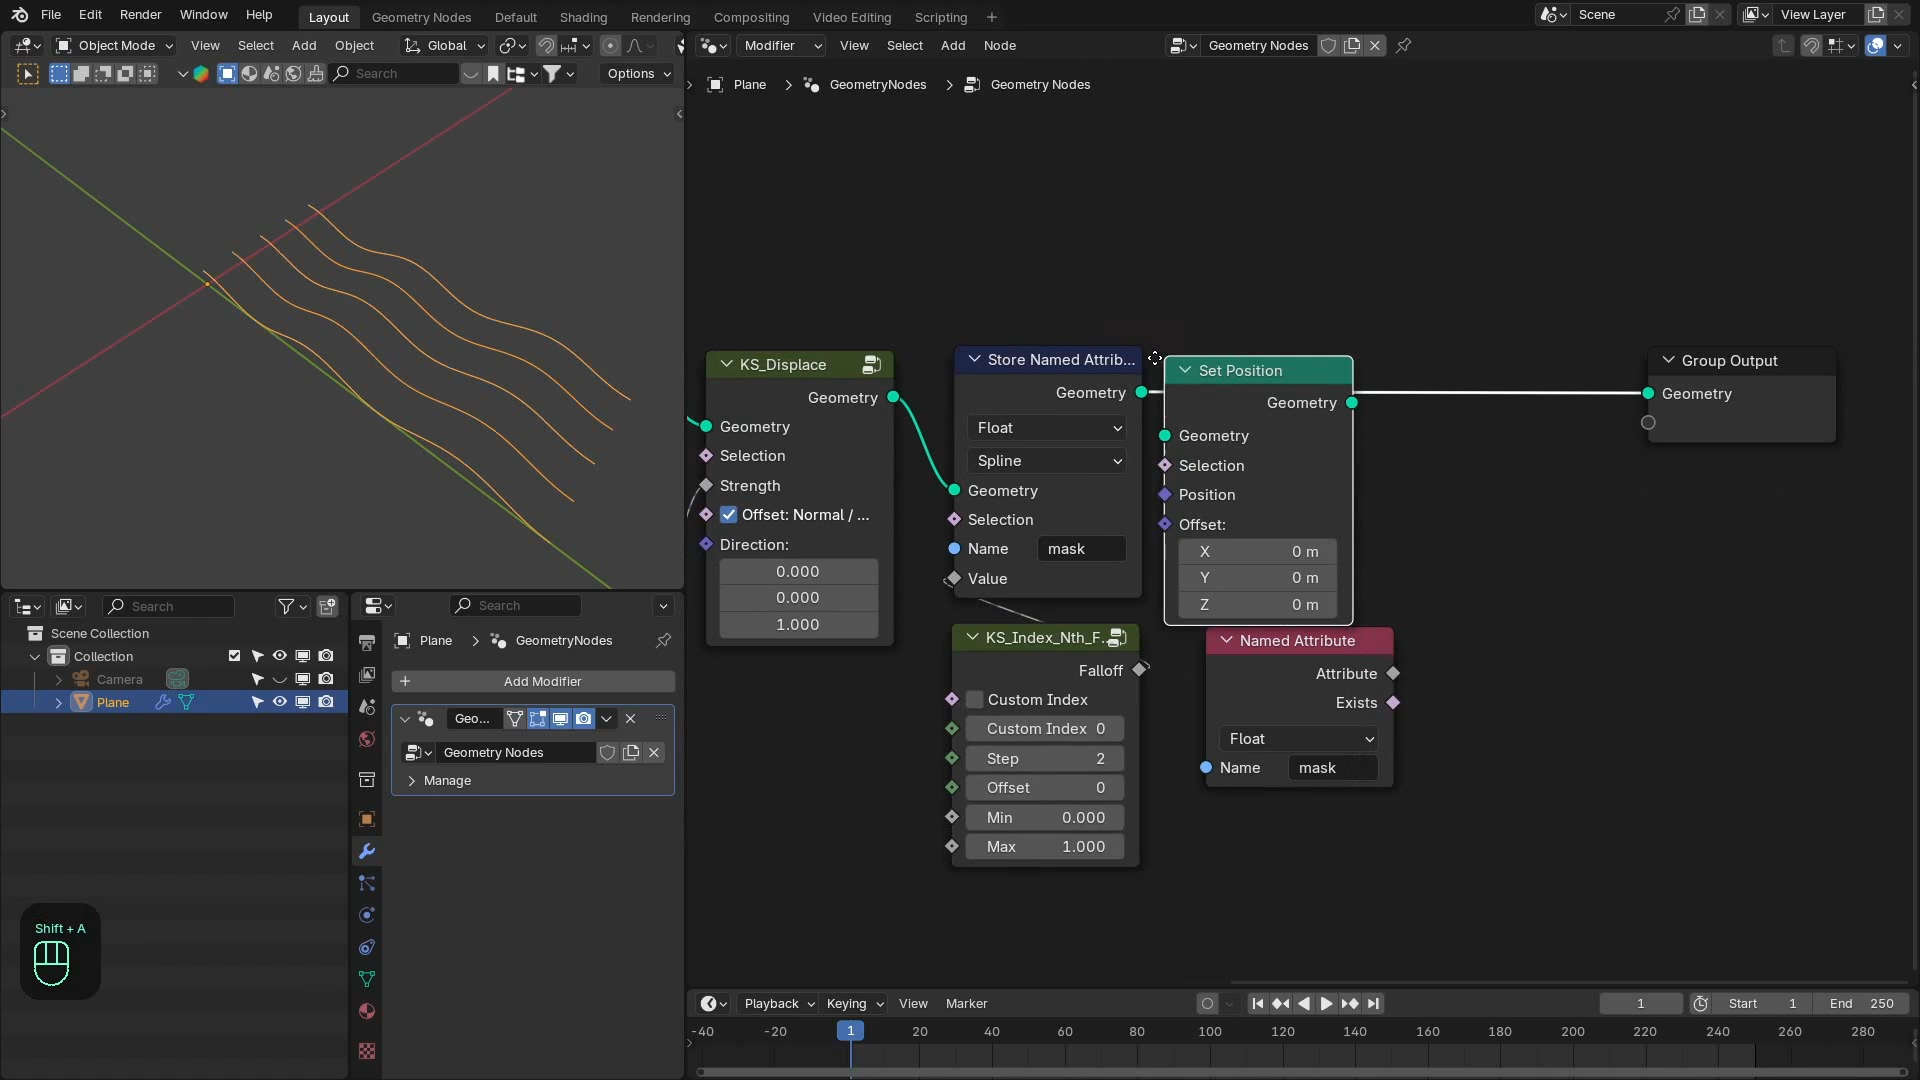 File Edit Render Window Help
Layout Geometry Nodes Default Shading Rendering Compositing Video Editing Scripting +
Scene
View Layer
Object Mode View Select Add Object Global
Search
Options
Modifier View Select Add Node
Geometry Nodes
Plane > GeometryNodes > Geometry Nodes
KS_Displace
Geometry
Geometry
Selection
Strength
Offset: Normal / ...
Direction:
0.000
0.000
1.000
Store Named Attrib...
Geometry
Float
Spline
Geometry
Selection
Name mask
Value
Set Position
Geometry
Geometry
Selection
Position
Offset:
X 0 m
Y 0 m
Z 0 m
Group Output
Geometry
KS_Index_Nth_F...
Falloff
Custom Index
Custom Index 0
Step 2
Offset 0
Min 0.000
Max 1.000
Named Attribute
Attribute
Exists
Float
Name mask
Search
Scene Collection
Collection
Camera
Plane
Shift + A
Search
Plane > GeometryNodes
+ Add Modifier
Geo...
Geometry Nodes
Manage
Playback Keying View Marker
1
Start 1
End 250
-40 -20 1 20 40 60 80 100 120 140 160 180 200 220 240 260 280